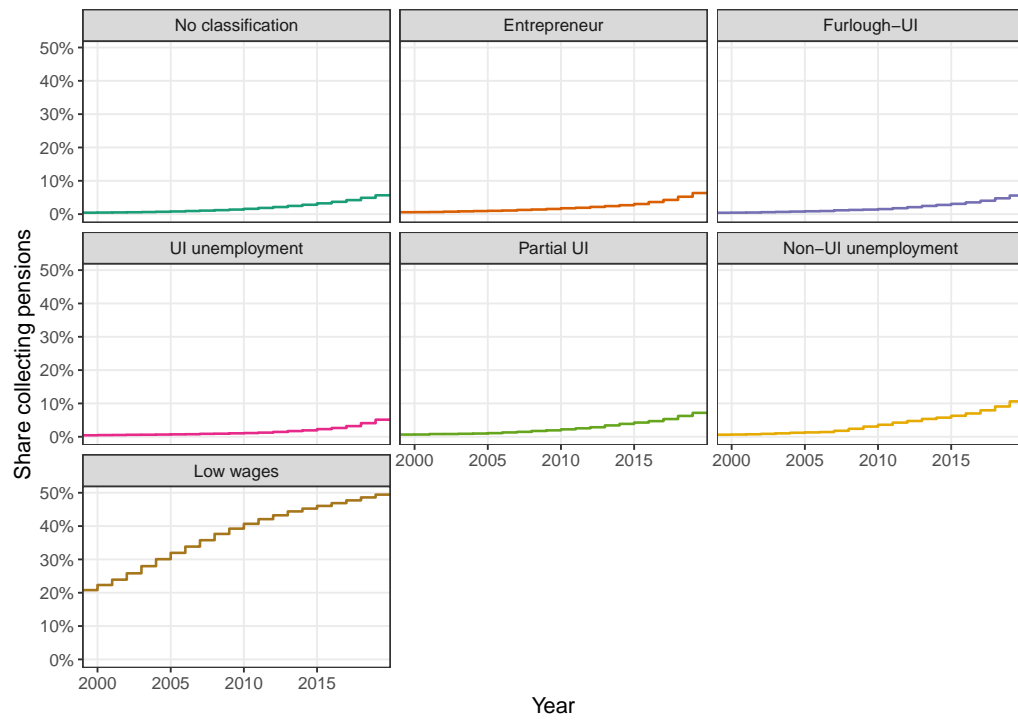 No classification
Entrepreneur
Furlough−UI
50%
40%
30%
20%
10%
0%
UI unemployment
Partial UI
Non−UI unemployment
50%
40%
30%
20%
10%
0%
2000 2005 2010 2015
2000 2005 2010 2015
Low wages
50%
40%
30%
20%
10%
0%
2000 2005 2010 2015
Share collecting pensions
Year